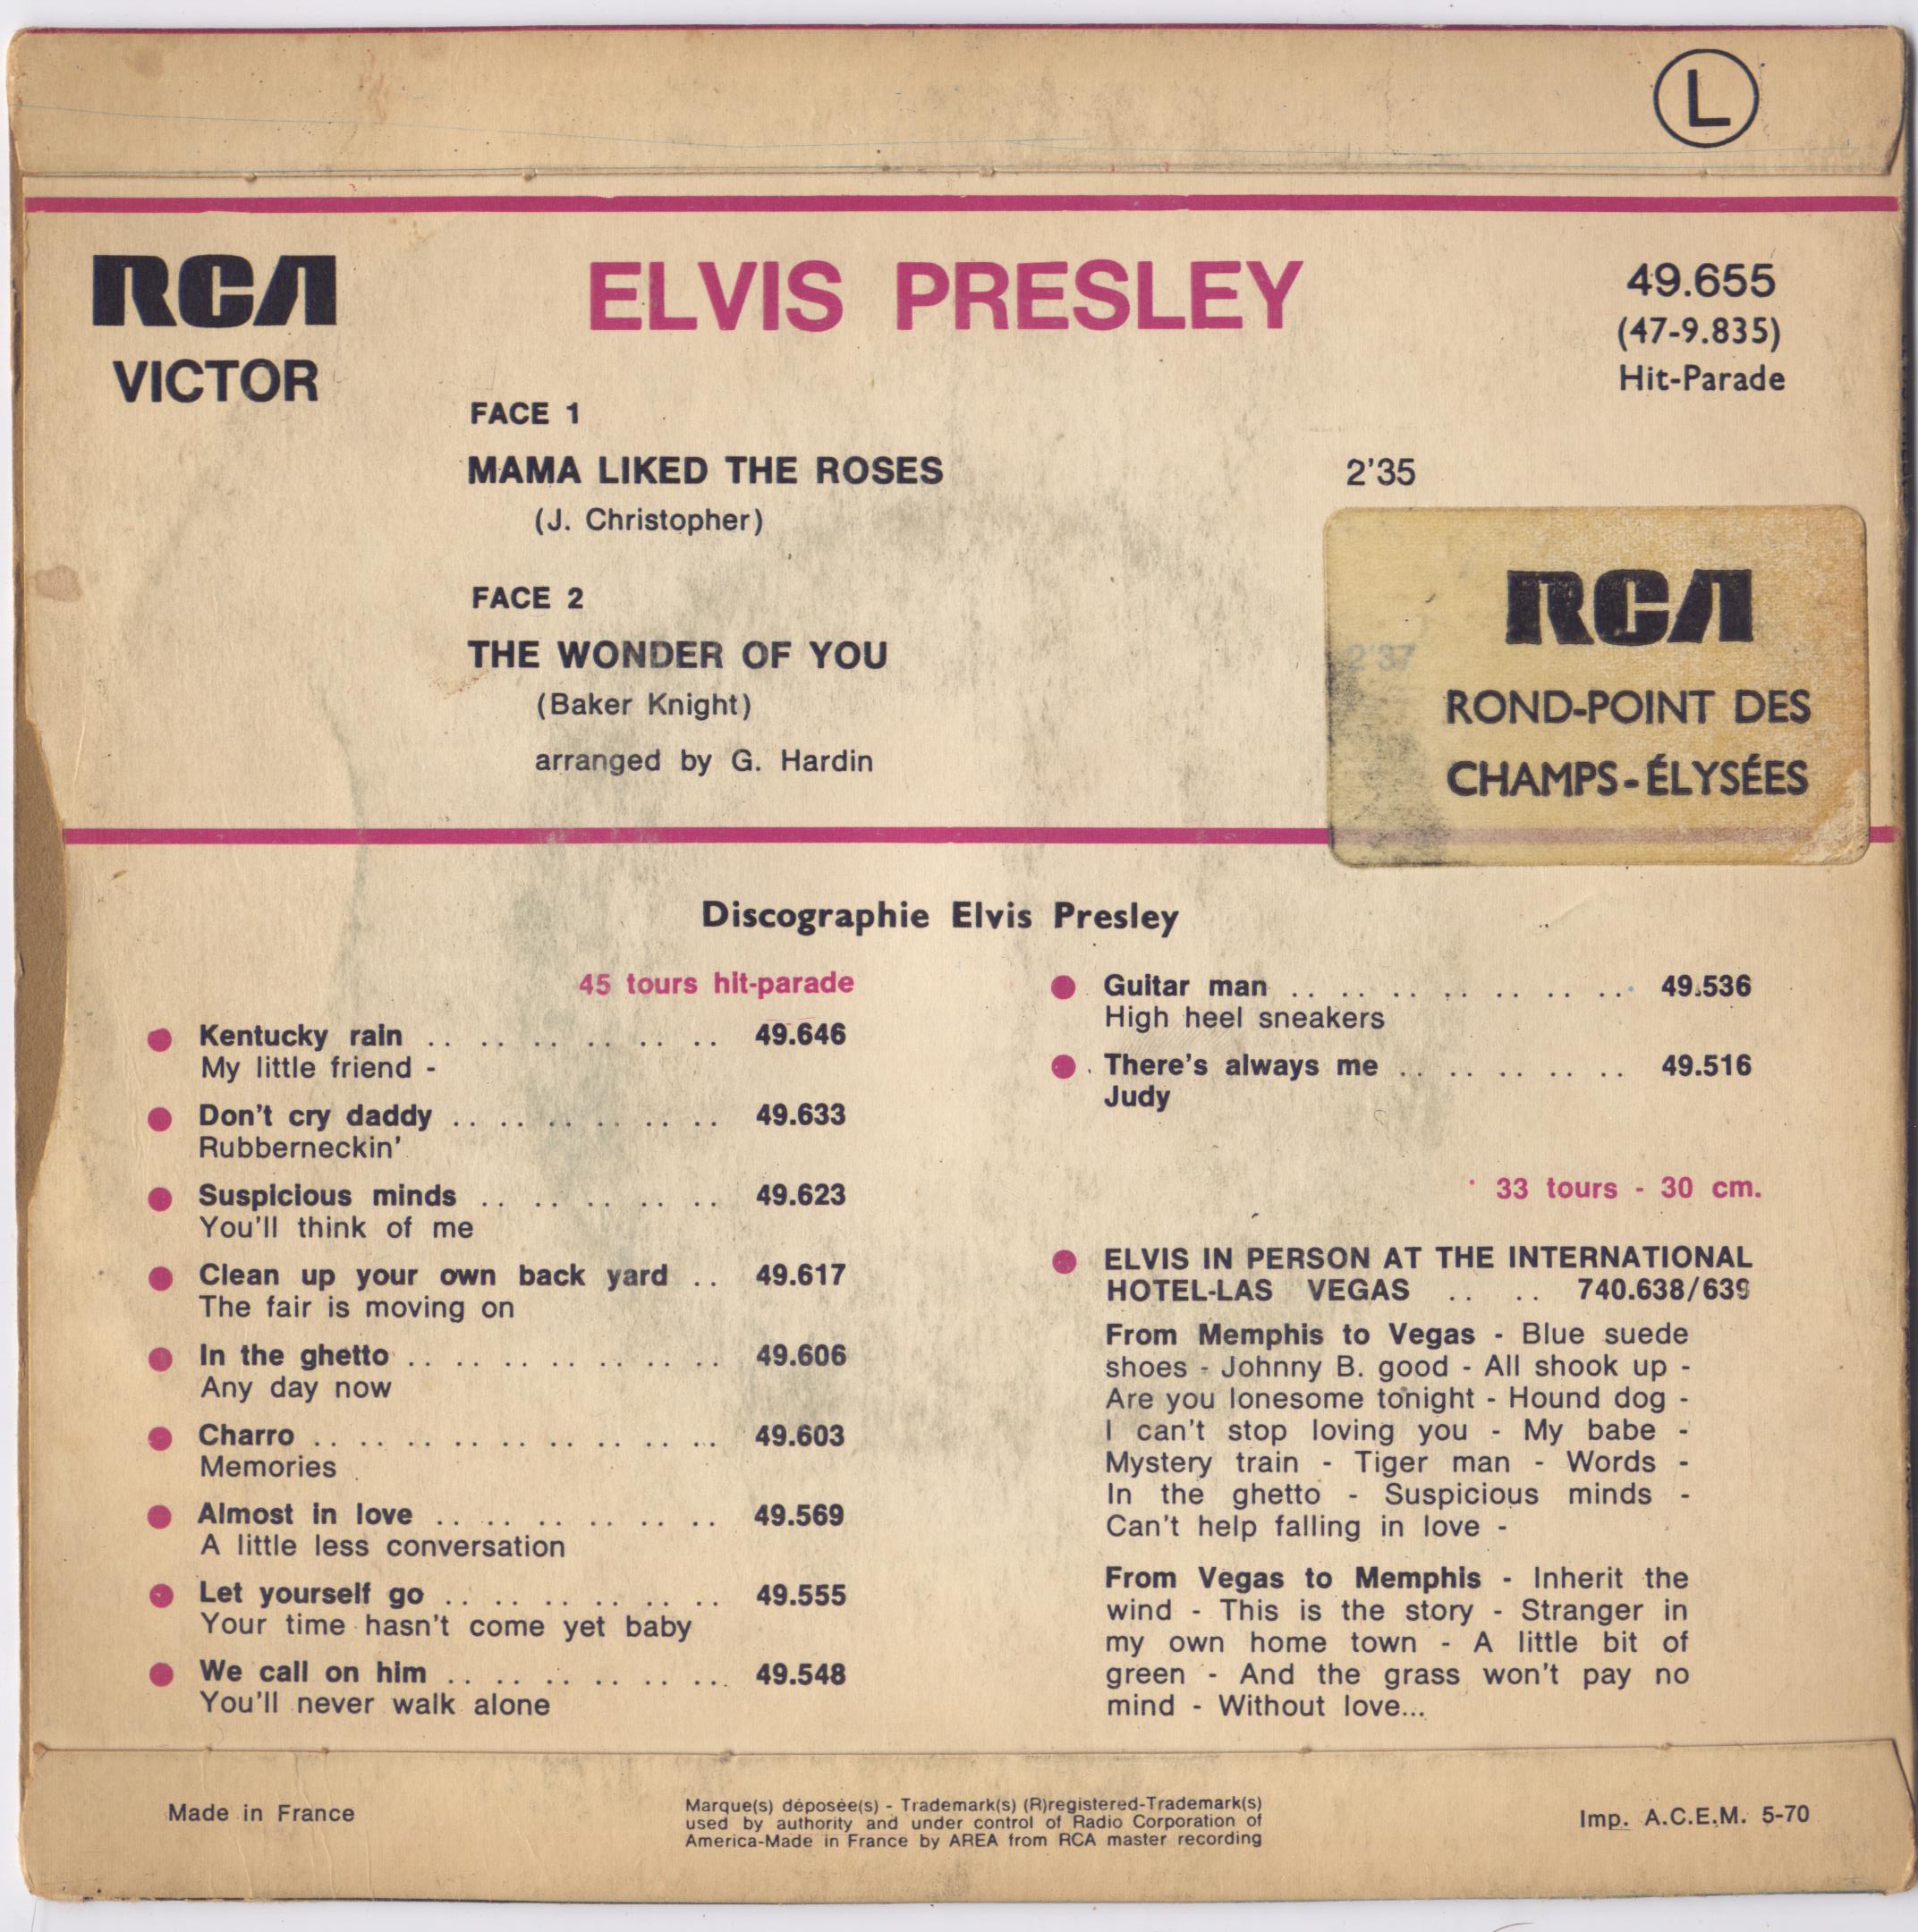 L
RCA
VICTOR
ELVIS PRESLEY
49.655
(47-9.835)
Hit-Parade
FACE 1
MAMA LIKED THE ROSES 2'35
(J. Christopher)
FACE 2
THE WONDER OF YOU 2'37
(Baker Knight)
arranged by G. Hardin
RCA
ROND-POINT DES
CHAMPS-ÉLYSÉES
Discographie Elvis Presley
45 tours hit-parade
Kentucky rain .. .. .. .. .. .. 49.646
My little friend -
Don't cry daddy .. .. .. .. .. .. 49.633
Rubberneckin'
Suspicious minds .. .. .. .. .. 49.623
You'll think of me
Clean up your own back yard .. 49.617
The fair is moving on
In the ghetto .. .. .. .. .. .. .. 49.606
Any day now
Charro .. .. .. .. .. .. .. .. .. 49.603
Memories
Almost in love .. .. .. .. .. .. 49.569
A little less conversation
Let yourself go .. .. .. .. .. .. 49.555
Your time hasn't come yet baby
We call on him .. .. .. .. .. ... 49.548
You'll never walk alone
Guitar man .. .. .. .. .. .. .. 49.536
High heel sneakers
There's always me .. .. .. .. .. 49.516
Judy
33 tours - 30 cm.
ELVIS IN PERSON AT THE INTERNATIONAL
HOTEL-LAS VEGAS .. .. 740.638/639
From Memphis to Vegas - Blue suede
shoes - Johnny B. good - All shook up -
Are you lonesome tonight - Hound dog -
I can't stop loving you - My babe -
Mystery train - Tiger man - Words -
In the ghetto - Suspicious minds -
Can't help falling in love -
From Vegas to Memphis - Inherit the
wind - This is the story - Stranger in
my own home town - A little bit of
green - And the grass won't pay no
mind - Without love...
Made in France
Marque(s) déposée(s) - Trademark(s) (R)registered-Trademark(s)
used by authority and under control of Radio Corporation of
America-Made in France by AREA from RCA master recording
Imp. A.C.E.M. 5-70